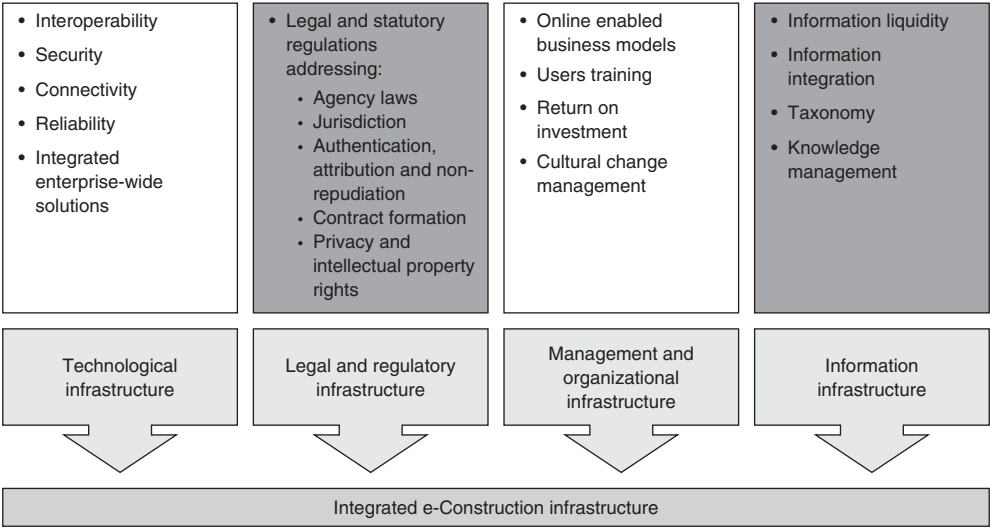 • Interoperability
• Security
• Connectivity
• Reliability
• Integrated
enterprise-wide
solutions
• Legal and statutory
regulations
addressing:
• Agency laws
• Jurisdiction
• Authentication,
attribution and non-
repudiation
• Contract formation
• Privacy and
intellectual property
rights
• Online enabled
business models
• Users training
• Return on
investment
• Cultural change
management
• Information liquidity
• Information
integration
• Taxonomy
• Knowledge
management
Technological
infrastructure
Legal and regulatory
infrastructure
Management and
organizational
infrastructure
Information
infrastructure
Integrated e-Construction infrastructure